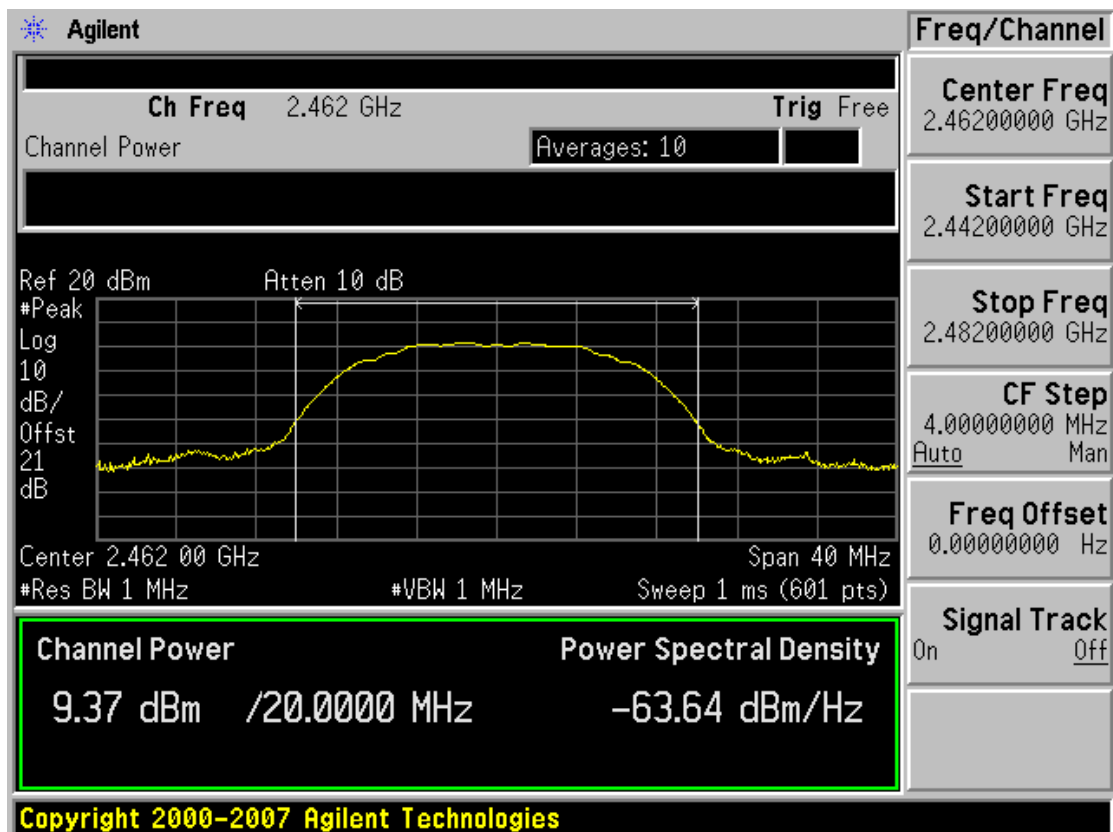 Agilent
Freq/Channel
Ch Freq 2.462 GHz Trig Free
Channel Power Averages: 10
Ref 20 dBm Atten 10 dB
#Peak
Log
10
dB/
Offst
21
dB
Center 2.462 00 GHz Span 40 MHz
#Res BW 1 MHz #VBW 1 MHz Sweep 1 ms (601 pts)
Channel Power Power Spectral Density
9.37 dBm /20.0000 MHz -63.64 dBm/Hz
Center Freq
2.46200000 GHz
Start Freq
2.44200000 GHz
Stop Freq
2.48200000 GHz
CF Step
4.00000000 MHz
Auto Man
Freq Offset
0.00000000 Hz
Signal Track
On Off
Copyright 2000-2007 Agilent Technologies